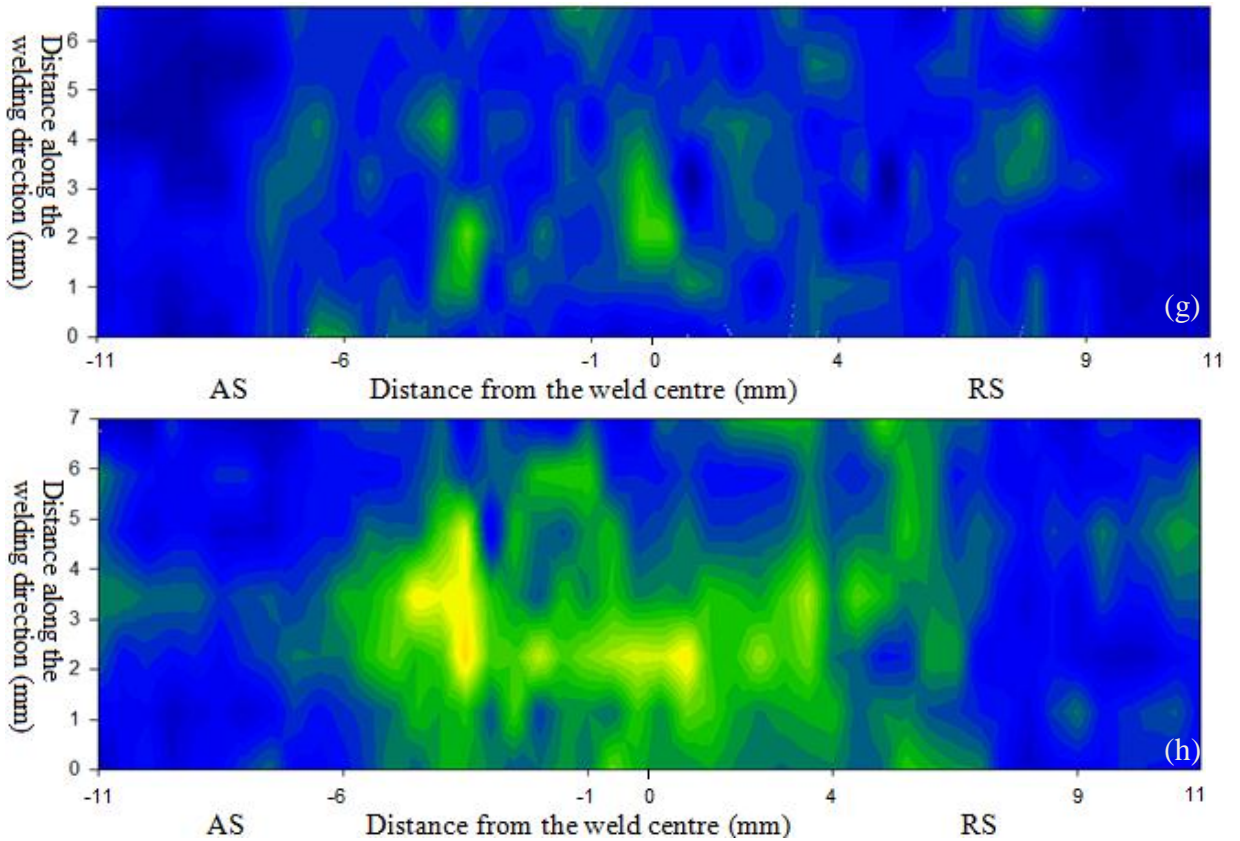 Distance along the
welding direction (mm)
6
5
4
3
2
1
0
(g)
-11 -6 -1 0 4 9 11
AS Distance from the weld centre (mm) RS
Distance along the
welding direction (mm)
7
6
5
4
3
2
1
0
(h)
-11 -6 -1 0 4 9 11
AS Distance from the weld centre (mm) RS